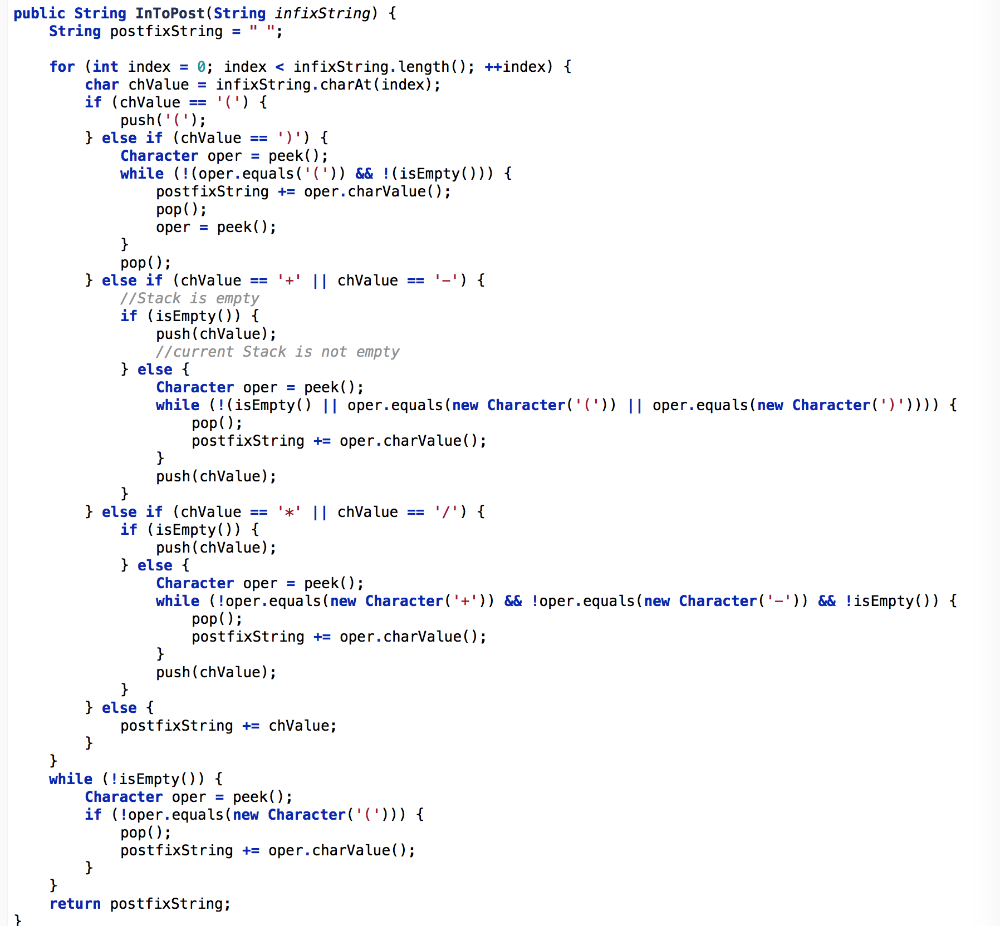 public String InToPost(String infixString) {
    String postfixString = " ";

    for (int index = 0; index < infixString.length(); ++index) {
        char chValue = infixString.charAt(index);
        if (chValue == '(') {
            push('(');
        } else if (chValue == ')') {
            Character oper = peek();
            while (!(oper.equals('(')) && !(isEmpty())) {
                postfixString += oper.charValue();
                pop();
                oper = peek();
            }
            pop();
        } else if (chValue == '+' || chValue == '-') {
            //Stack is empty
            if (isEmpty()) {
                push(chValue);
                //current Stack is not empty
            } else {
                Character oper = peek();
                while (!(isEmpty() || oper.equals(new Character('(')) || oper.equals(new Character(')')))) {
                    pop();
                    postfixString += oper.charValue();
                }
                push(chValue);
            }
        } else if (chValue == '*' || chValue == '/') {
            if (isEmpty()) {
                push(chValue);
            } else {
                Character oper = peek();
                while (!oper.equals(new Character('+')) && !oper.equals(new Character('-')) && !isEmpty()) {
                    pop();
                    postfixString += oper.charValue();
                }
                push(chValue);
            }
        } else {
            postfixString += chValue;
        }
    }
    while (!isEmpty()) {
        Character oper = peek();
        if (!oper.equals(new Character('('))) {
            pop();
            postfixString += oper.charValue();
        }
    }
    return postfixString;
}